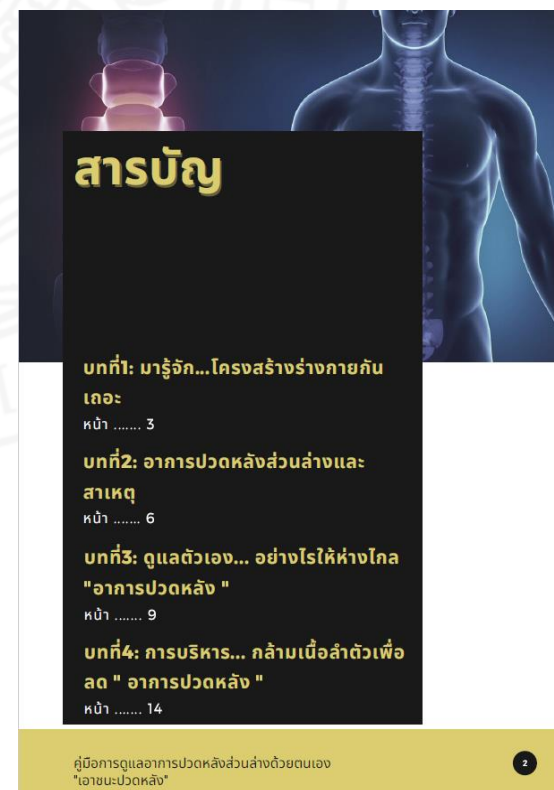 สารบัญ
บทที่1: มารู้จัก...โครงสร้างร่างกายกัน
เถอะ
หน้า ....... 3
บทที่2: อาการปวดหลังส่วนล่างและ
สาเหตุ
หน้า ....... 6
บทที่3: ดูแลตัวเอง... อย่างไรให้ห่างไกล
"อาการปวดหลัง "
หน้า ....... 9
บทที่4: การบริหาร... กล้ามเนื้อลำตัวเพื่อ
ลด " อาการปวดหลัง "
หน้า ....... 14
คู่มือการดูแลอาการปวดหลังส่วนล่างด้วยตนเอง
"เอาชนะปวดหลัง"
2